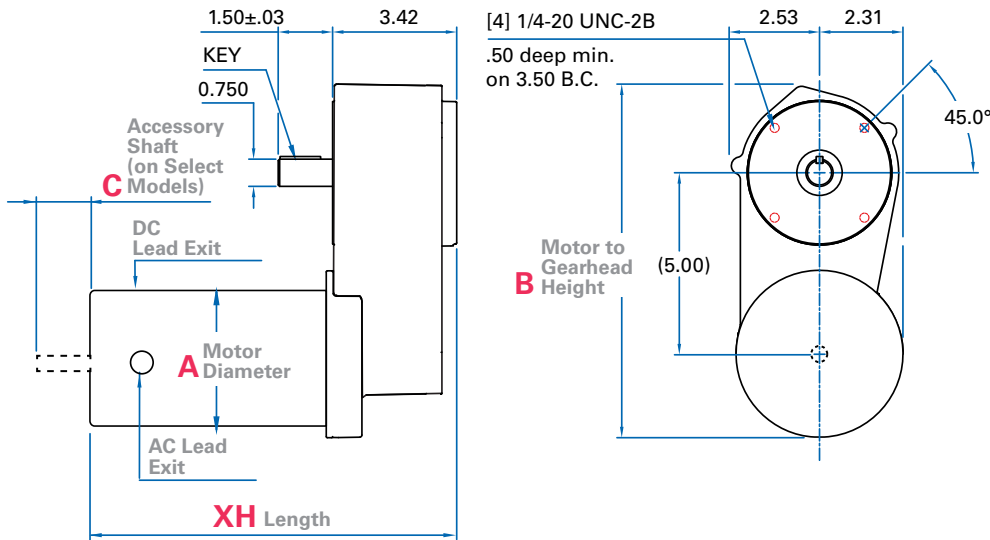 1.50±.03
3.42
KEY
0.750
Accessory
Shaft
(on Select
C Models)
DC
Lead Exit
A Motor
Diameter
AC Lead
Exit
XH Length
[4] 1/4-20 UNC-2B
.50 deep min.
on 3.50 B.C.
2.53
2.31
45.0°
Motor to
Gearhead
B Height
(5.00)